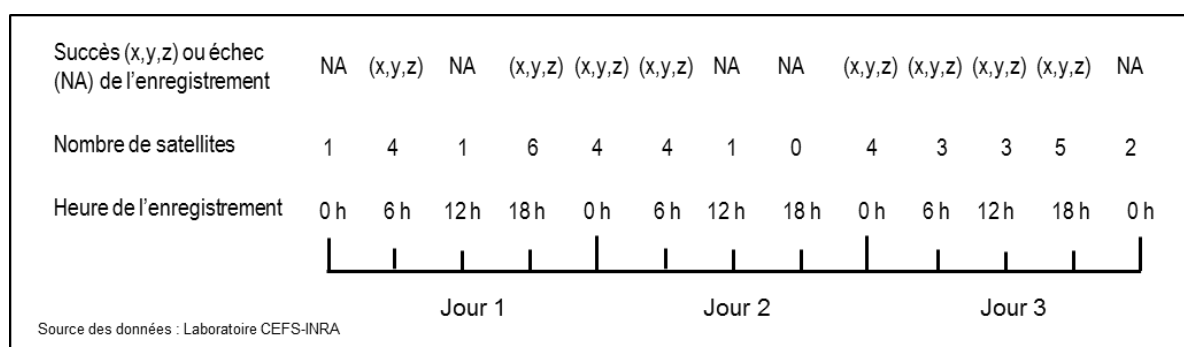 Succès (x,y,z) ou échec
(NA) de l'enregistrement
NA (x,y,z) NA (x,y,z) (x,y,z) (x,y,z) NA NA (x,y,z) (x,y,z) (x,y,z) (x,y,z) NA
Nombre de satellites 1 4 1 6 4 4 1 0 4 3 3 5 2
Heure de l'enregistrement 0 h 6 h 12 h 18 h 0 h 6 h 12 h 18 h 0 h 6 h 12 h 18 h 0 h
Jour 1 Jour 2 Jour 3
Source des données : Laboratoire CEFS-INRA